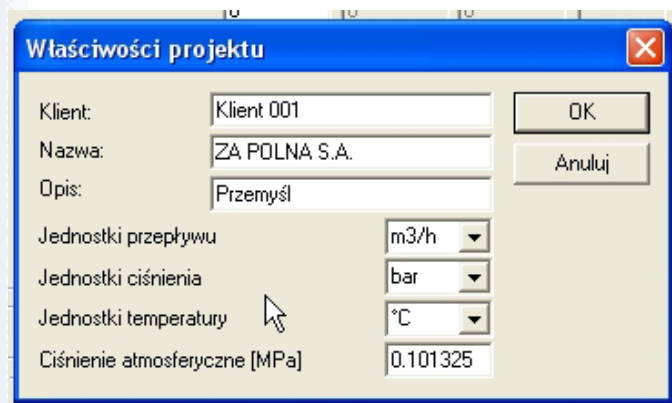 Właściwości projektu
Klient: Klient 001 OK
Nazwa: ZA POLNA S.A. Anuluj
Opis: Przemyśl
Jednostki przepływu m3/h
Jednostki ciśnienia bar
Jednostki temperatury °C
Ciśnienie atmosferyczne [MPa] 0.101325